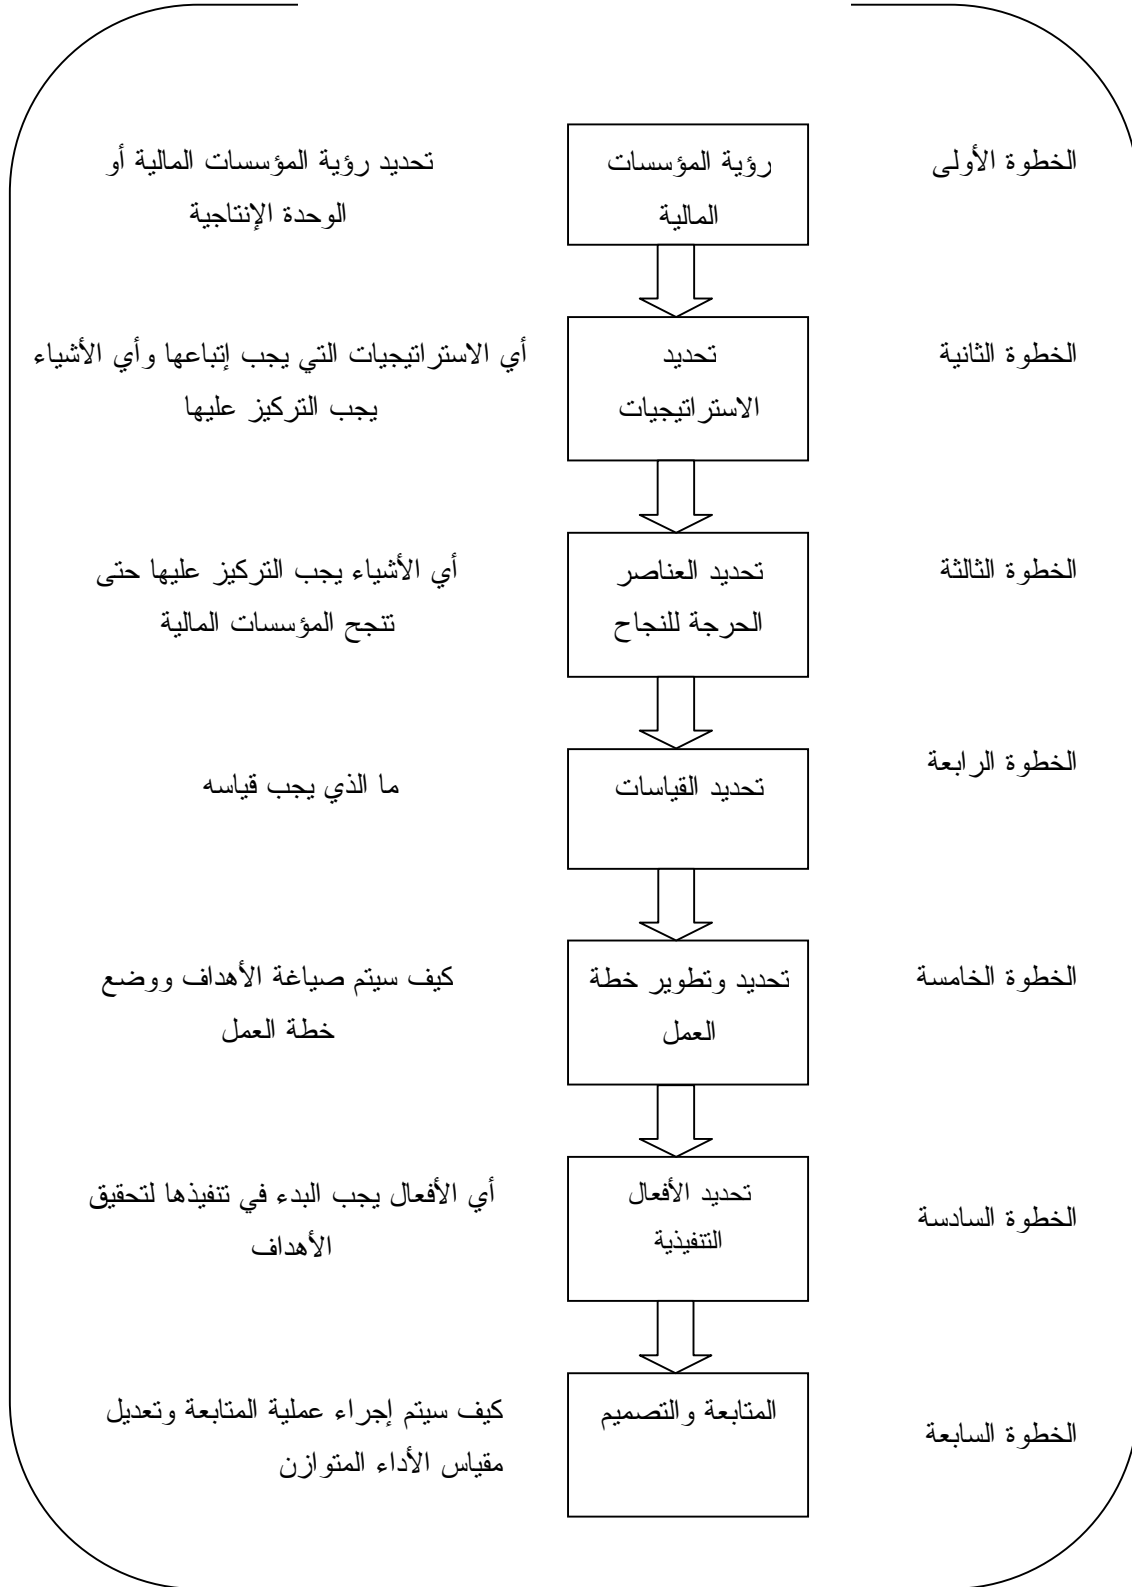 الخطوة الأولى
رؤية المؤسسات
المالية
تحديد رؤية المؤسسات المالية أو
الوحدة الإنتاجية
الخطوة الثانية
تحديد
الاستراتيجيات
أي الاستراتيجيات التي يجب إتباعها وأي الأشياء
يجب التركيز عليها
الخطوة الثالثة
تحديد العناصر
الحرجة للنجاح
أي الأشياء يجب التركيز عليها حتى
تنجح المؤسسات المالية
الخطوة الرابعة
تحديد القياسات
ما الذي يجب قياسه
الخطوة الخامسة
تحديد وتطوير خطة
العمل
كيف سيتم صياغة الأهداف ووضع
خطة العمل
الخطوة السادسة
تحديد الأفعال
التنفيذية
أي الأفعال يجب البدء في تنفيذها لتحقيق
الأهداف
الخطوة السابعة
المتابعة والتصميم
كيف سيتم إجراء عملية المتابعة وتعديل
مقياس الأداء المتوازن